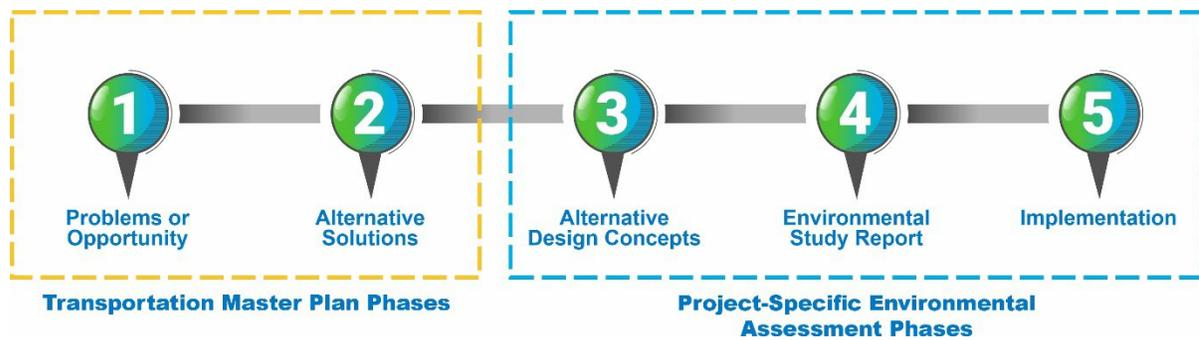 1
2
3
4
5
Problems or
Opportunity
Alternative
Solutions
Alternative
Design Concepts
Environmental
Study Report
Implementation
Transportation Master Plan Phases
Project-Specific Environmental
Assessment Phases